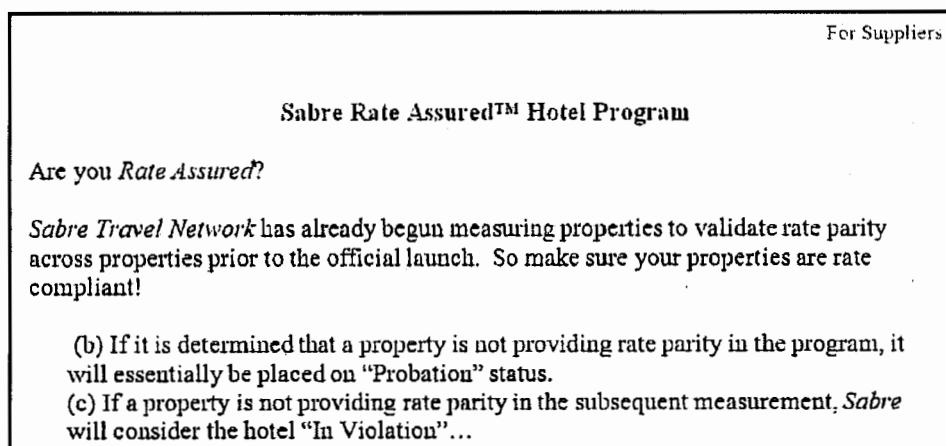 For Suppliers
Sabre Rate Assured™ Hotel Program
Are you Rate Assured?
Sabre Travel Network has already begun measuring properties to validate rate parity
across properties prior to the official launch. So make sure your properties are rate
compliant!
(b) If it is determined that a property is not providing rate parity in the program, it
will essentially be placed on “Probation” status.
(c) If a property is not providing rate parity in the subsequent measurement, Sabre
will consider the hotel “In Violation”…